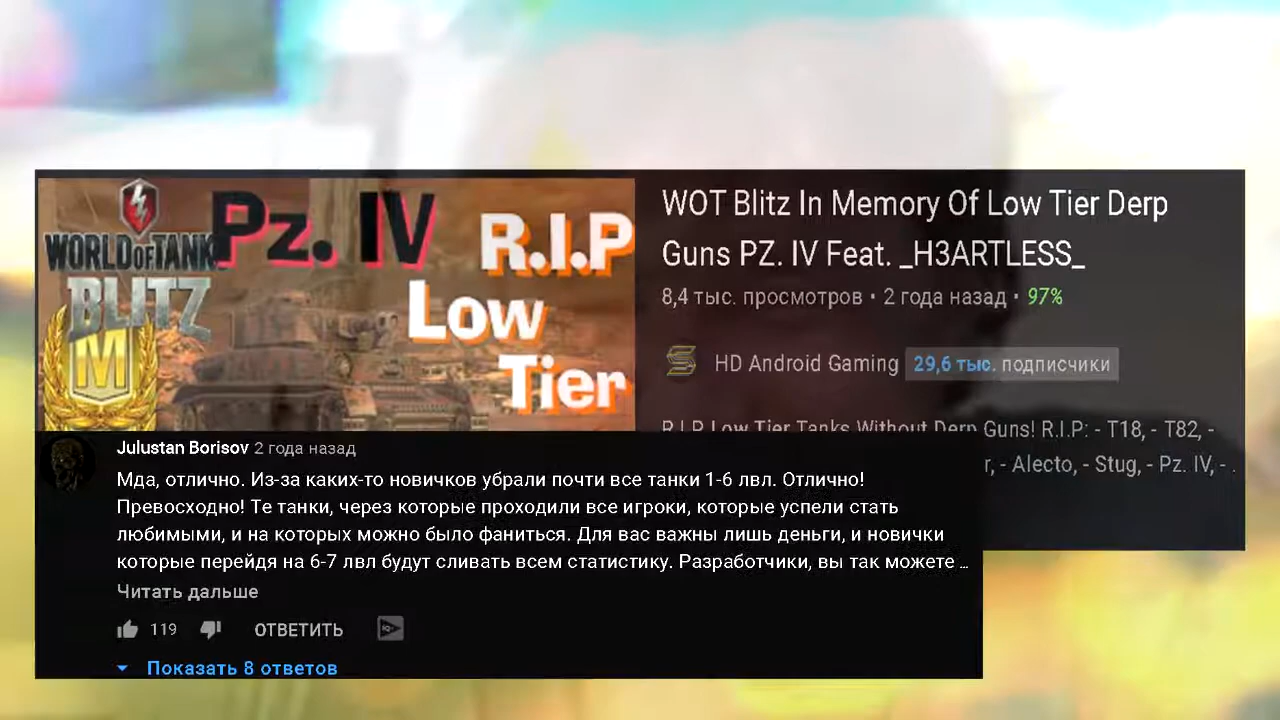 WORLD OF TANKS
BLITZ
M
Pz. IV
R.I.P
Low
Tier
WOT Blitz In Memory Of Low Tier Derp
Guns PZ. IV Feat. _H3ARTLESS_
8,4 тыс. просмотров • 2 года назад • 97%
HD Android Gaming 29,6 тыс. подписчики
R.I.P Low Tier Tanks Without Derp Guns! R.I.P: - T18, - T82, -
r, - Alecto, - Stug, - Pz. IV, - .
Julustan Borisov 2 года назад
Мда, отлично. Из-за каких-то новичков убрали почти все танки 1-6 лвл. Отлично!
Превосходно! Те танки, через которые проходили все игроки, которые успели стать
любимыми, и на которых можно было фаниться. Для вас важны лишь деньги, и новички
которые перейдя на 6-7 лвл будут сливать всем статистику. Разработчики, вы так можете ...
Читать дальше
119 ОТВЕТИТЬ
Показать 8 ответов